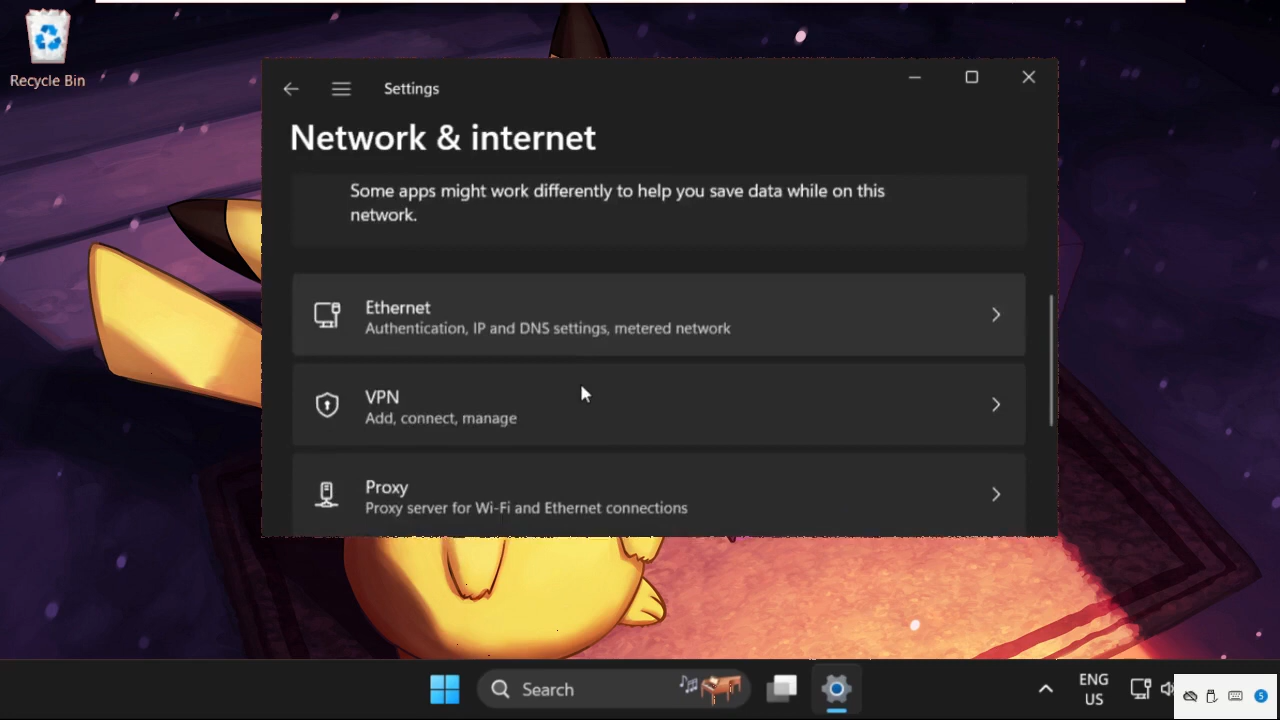 Recycle Bin
Settings
Network & internet
Some apps might work differently to help you save data while on this
network.
Ethernet
Authentication, IP and DNS settings, metered network
VPN
Add, connect, manage
Proxy
Proxy server for Wi-Fi and Ethernet connections
Search
ENG
US
5